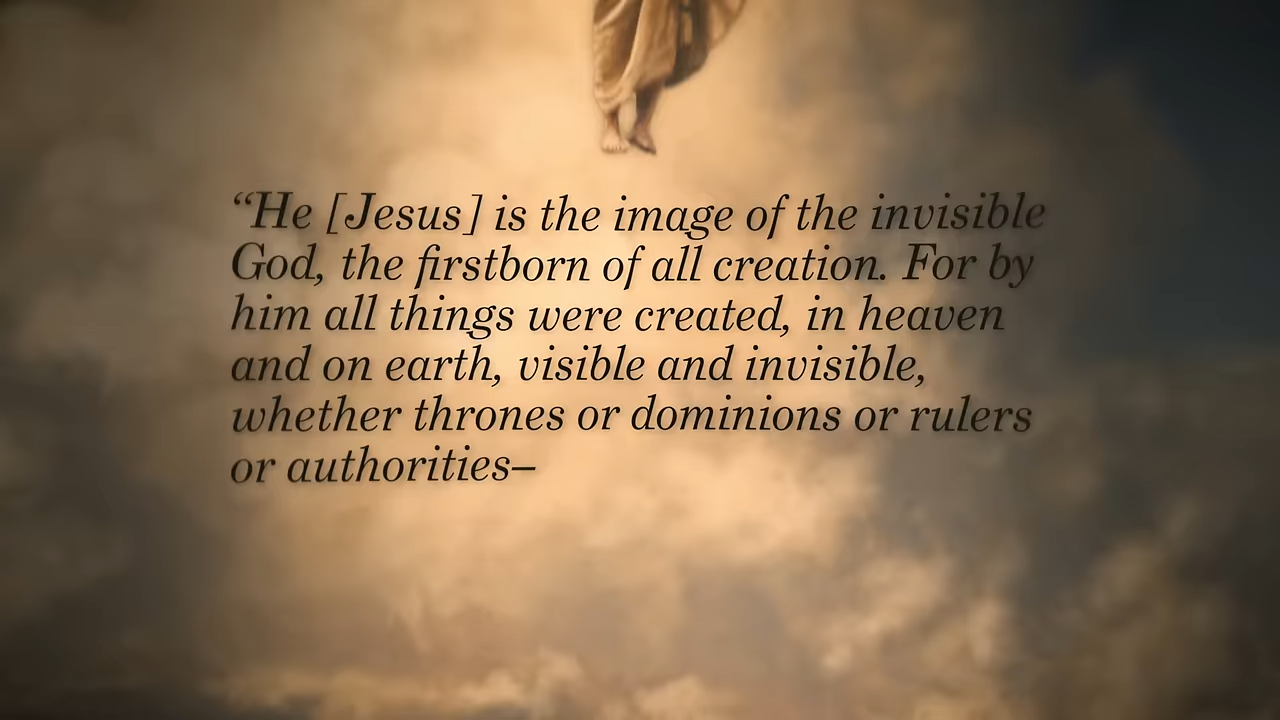 “He [Jesus] is the image of the invisible
God, the firstborn of all creation. For by
him all things were created, in heaven
and on earth, visible and invisible,
whether thrones or dominions or rulers
or authorities–